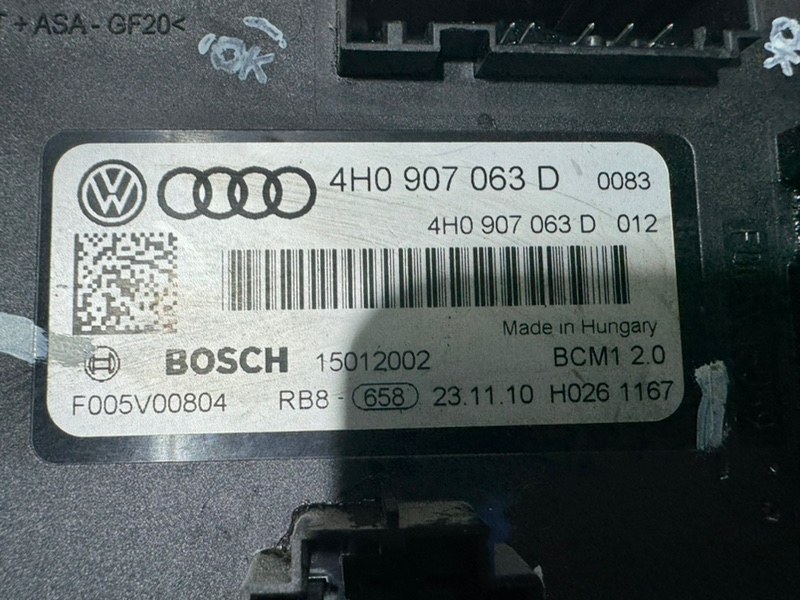 T + ASA - GF20<
OK
4H0 907 063 D 0083
4H0 907 063 D 012
Made in Hungary
BOSCH 15012002 BCM1 2.0
F005V00804 RB8 - 658 23.11.10 H026 1167